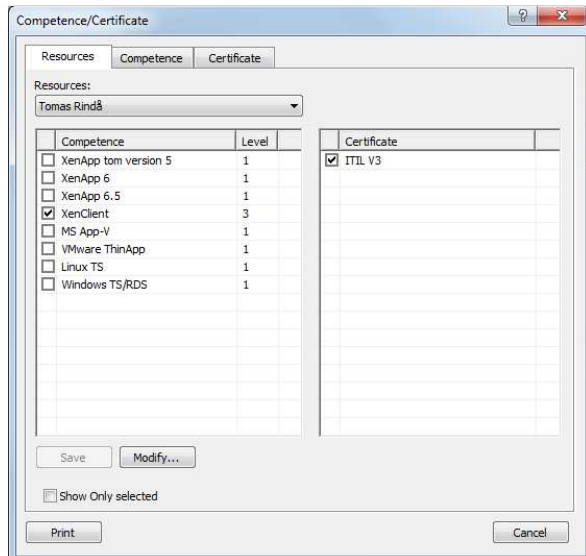 Competence/Certificate
Resources Competence Certificate
Resources:
Tomas Rindå
Competence Level Certificate
XenApp tom version 5 1 ITIL V3
XenApp 6 1
XenApp 6.5 1
XenClient 3
MS App-V 1
VMware ThinApp 1
Linux TS 1
Windows TS/RDS 1
Save Modify...
Show Only selected
Print Cancel